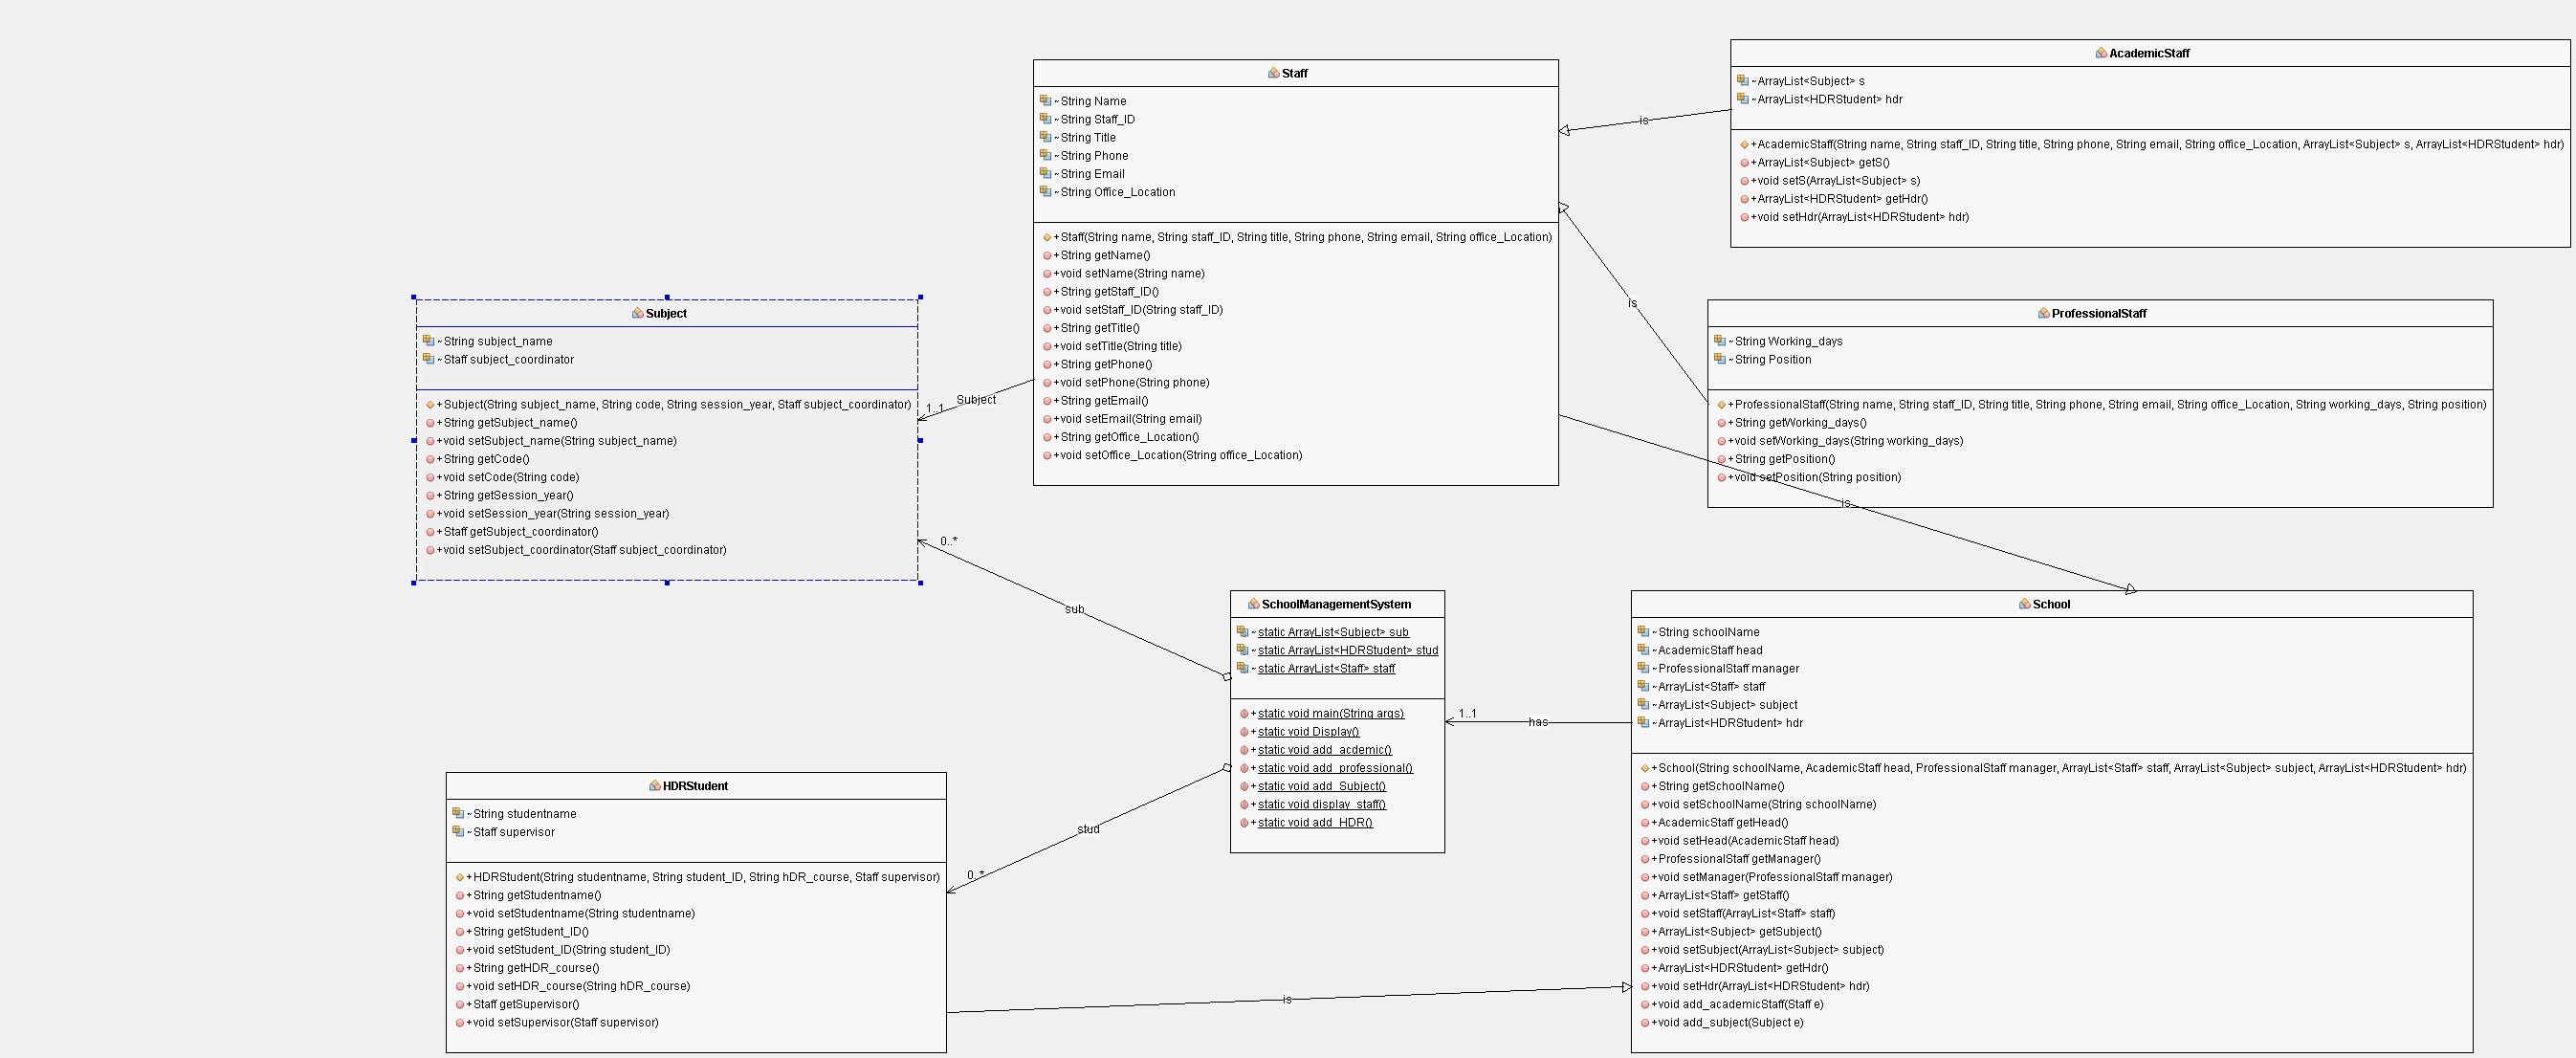 AcademicStaff
~ArrayList<Subject> s
~ArrayList<HDRStudent> hdr
+AcademicStaff(String name, String staff_ID, String title, String phone, String email, String office_Location, ArrayList<Subject> s, ArrayList<HDRStudent> hdr)
+ArrayList<Subject> getS()
+void setS(ArrayList<Subject> s)
+ArrayList<HDRStudent> getHdr()
+void setHdr(ArrayList<HDRStudent> hdr)
Staff
~String Name
~String Staff_ID
~String Title
~String Phone
~String Email
~String Office_Location
+Staff(String name, String staff_ID, String title, String phone, String email, String office_Location)
+String getName()
+void setName(String name)
+String getStaff_ID()
+void setStaff_ID(String staff_ID)
+String getTitle()
+void setTitle(String title)
+String getPhone()
+void setPhone(String phone)
+String getEmail()
+void setEmail(String email)
+String getOffice_Location()
+void setOffice_Location(String office_Location)
is
is
ProfessionalStaff
~String Working_days
~String Position
+ProfessionalStaff(String name, String staff_ID, String title, String phone, String email, String office_Location, String working_days, String position)
+String getWorking_days()
+void setWorking_days(String working_days)
+String getPosition()
+void setPosition(String position)
is
Subject
~String subject_name
~Staff subject_coordinator
+Subject(String subject_name, String code, String session_year, Staff subject_coordinator)
+String getSubject_name()
+void setSubject_name(String subject_name)
+String getCode()
+void setCode(String code)
+String getSession_year()
+void setSession_year(String session_year)
+Staff getSubject_coordinator()
+void setSubject_coordinator(Staff subject_coordinator)
1..1
Subject
0..*
sub
SchoolManagementSystem
~static ArrayList<Subject> sub
~static ArrayList<HDRStudent> stud
~static ArrayList<Staff> staff
+static void main(String args)
+static void Display()
+static void add_acdemic()
+static void add_professional()
+static void add_Subject()
+static void display_staff()
+static void add_HDR()
1..1
has
School
~String schoolName
~AcademicStaff head
~ProfessionalStaff manager
~ArrayList<Staff> staff
~ArrayList<Subject> subject
~ArrayList<HDRStudent> hdr
+School(String schoolName, AcademicStaff head, ProfessionalStaff manager, ArrayList<Staff> staff, ArrayList<Subject> subject, ArrayList<HDRStudent> hdr)
+String getSchoolName()
+void setSchoolName(String schoolName)
+AcademicStaff getHead()
+void setHead(AcademicStaff head)
+ProfessionalStaff getManager()
+void setManager(ProfessionalStaff manager)
+ArrayList<Staff> getStaff()
+void setStaff(ArrayList<Staff> staff)
+ArrayList<Subject> getSubject()
+void setSubject(ArrayList<Subject> subject)
+ArrayList<HDRStudent> getHdr()
+void setHdr(ArrayList<HDRStudent> hdr)
+void add_academicStaff(Staff e)
+void add_subject(Subject e)
HDRStudent
~String studentname
~Staff supervisor
+HDRStudent(String studentname, String student_ID, String hDR_course, Staff supervisor)
+String getStudentname()
+void setStudentname(String studentname)
+String getStudent_ID()
+void setStudent_ID(String student_ID)
+String getHDR_course()
+void setHDR_course(String hDR_course)
+Staff getSupervisor()
+void setSupervisor(Staff supervisor)
stud
0..*
is